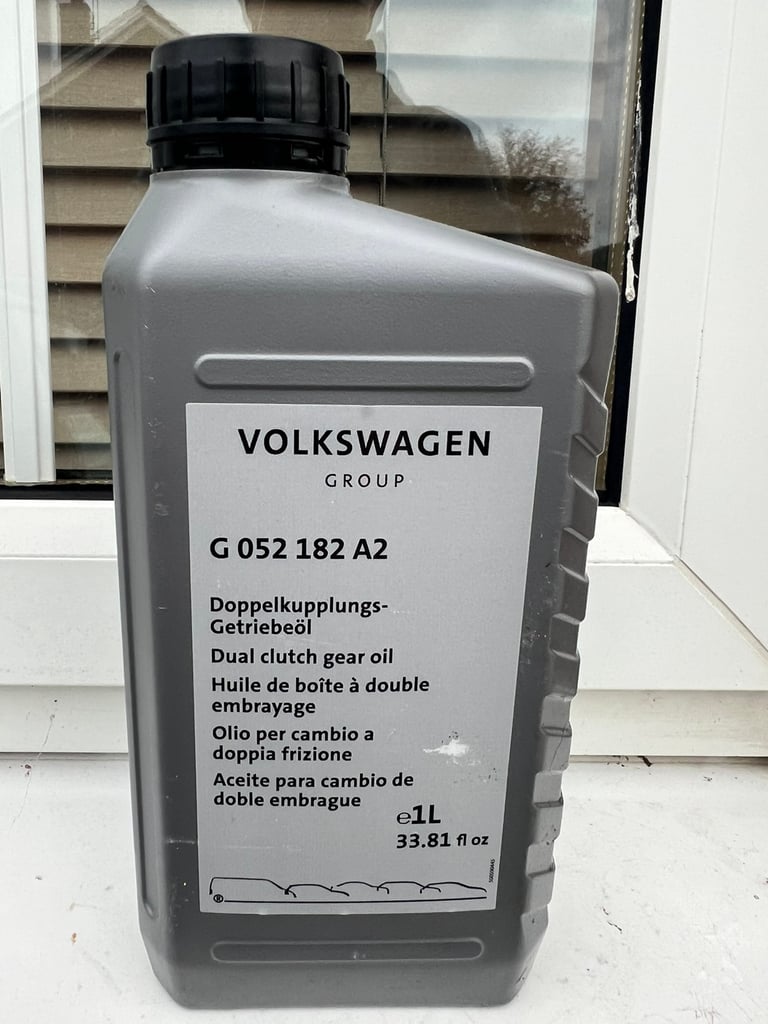 VOLKSWAGEN
GROUP
G 052 182 A2
Doppelkupplungs-
Getriebeöl
Dual clutch gear oil
Huile de boîte à double
embrayage
Olio per cambio a
doppia frizione
Aceite para cambio de
doble embrague
℮1L
33.81 fl oz
®